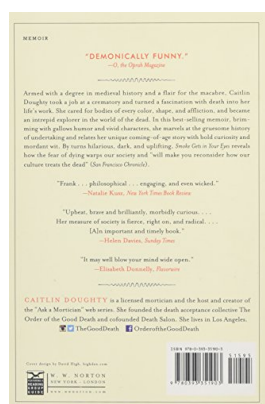 MEMOIR
"DEMONICALLY FUNNY."
—O, the Oprah Magazine
Armed with a degree in medieval history and a flair for the macabre, Caitlin
Doughty took a job at a crematory and turned a fascination with death into her
life's work. She cared for bodies of every color, shape, and affliction, and became
an intrepid explorer in the world of the dead. In this best-selling memoir, brim-
ming with gallows humor and vivid characters, she marvels at the gruesome history
of undertaking and relates her unique coming-of-age story with bold curiosity and
mordant wit. By turns hilarious, dark, and uplifting, Smoke Gets in Your Eyes reveals
how the fear of dying warps our society and "will make you reconsider how our
culture treats the dead" (San Francisco Chronicle).
"Frank . . . philosophical . . . engaging, and even wicked."
—Natalie Kusz, New York Times Book Review
"Upbeat, brave and brilliantly, morbidly curious. . . .
Her measure of society is fierce, right on, and radical. . . .
[A]n important and timely book."
—Helen Davies, Sunday Times
"It may well blow your mind wide open."
—Elisabeth Donnelly, Flavorwire
CAITLIN DOUGHTY is a licensed mortician and the host and creator of
the "Ask a Mortician" web series. She founded the death acceptance collective The
Order of the Good Death and cofounded Death Salon. She lives in Los Angeles.
TheGoodDeath OrderoftheGoodDeath
Cover design by David High, highdzn.com
W. W. NORTON
NEW YORK • LONDON
ISBN 978-0-393-35190-3
51595
9 780393 351903